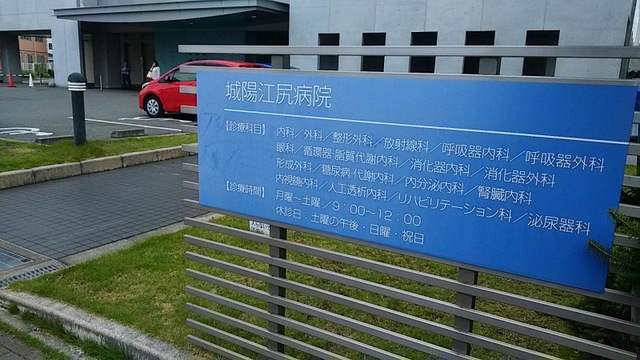 城陽江尻病院
【診療科目】 内科／外科／整形外科／放射線科／呼吸器内科／呼吸器外科
眼科／循環器・脂質代謝内科／消化器内科／消化器外科
形成外科／糖尿病・代謝内科／内分泌内科／腎臓内科
内視鏡内科／人工透析内科／リハビリテーション科／泌尿器科
【診療時間】 月曜～土曜／9：00～12：00
休診日・土曜の午後・日曜・祝日